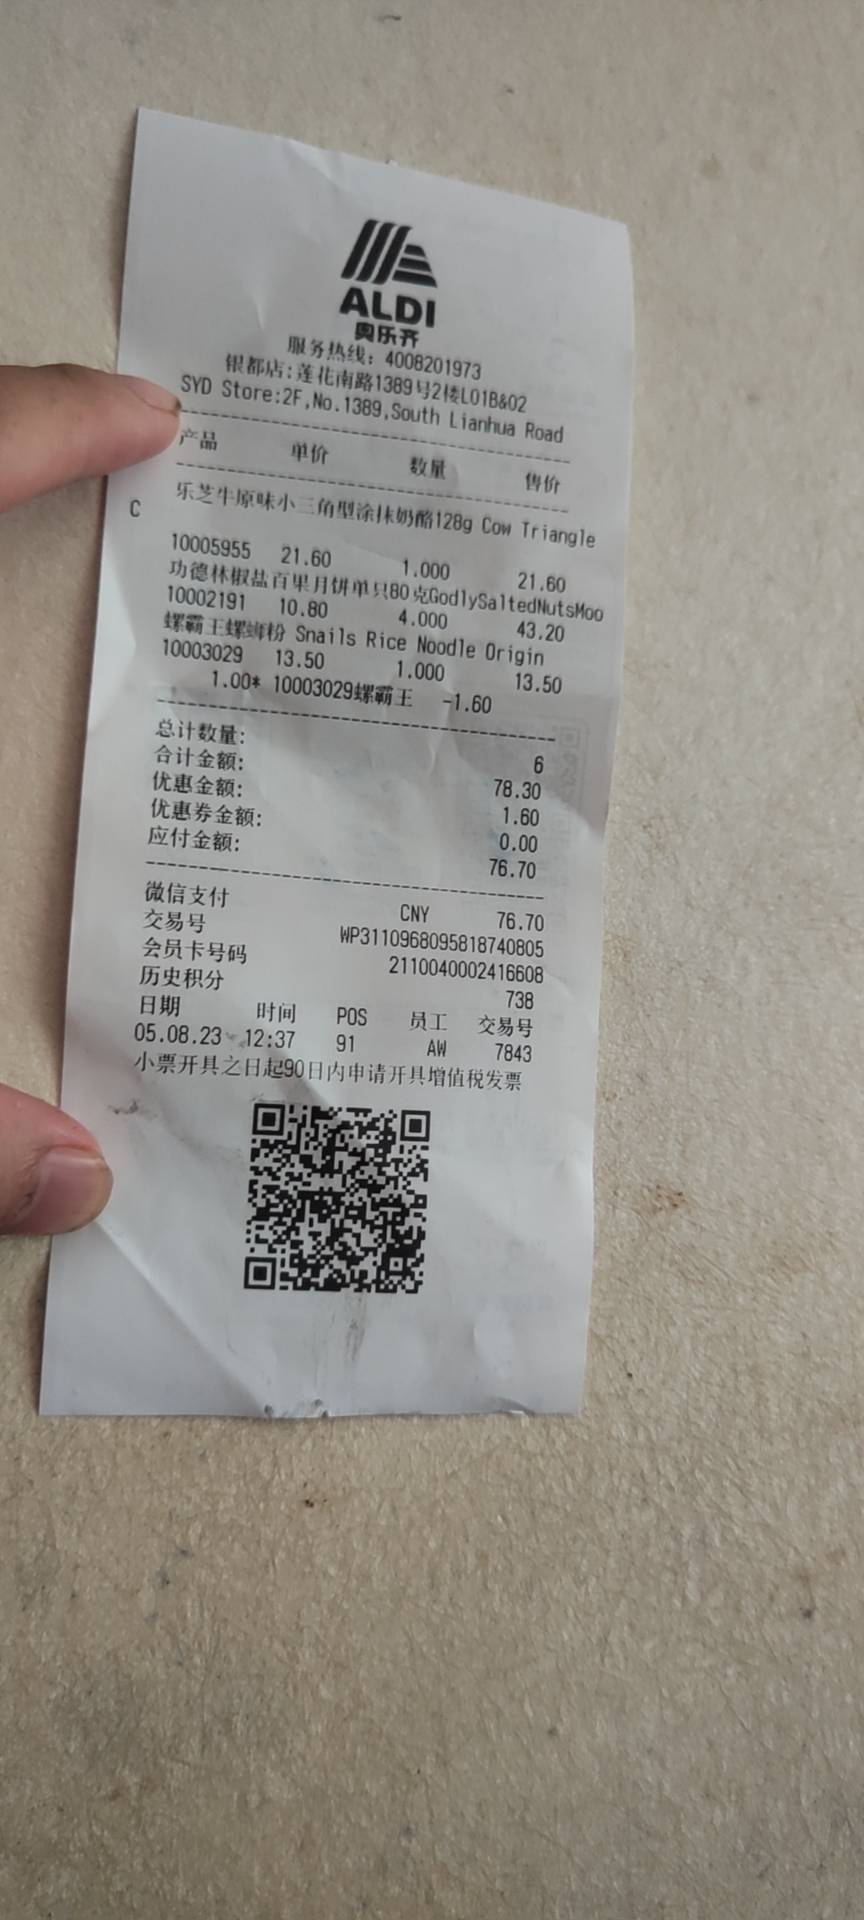 ALDI
奥乐齐
服务热线: 4008201973
银都店:莲花南路1389号2楼L01B&02
SYD Store:2F,No.1389,South Lianhua Road
产品 单价 数量 售价
乐芝牛原味小三角型涂抹奶酪128g Cow Triangle
C
10005955 21.60 1.000 21.60
功德林椒盐百果月饼单只80克GodlySaltedNutsMoo
10002191 10.80 4.000 43.20
螺霸王螺蛳粉 Snails Rice Noodle Origin
10003029 13.50 1.000 13.50
1.00* 10003029螺霸王 -1.60
总计数量: 6
合计金额: 78.30
优惠金额: 1.60
优惠券金额: 0.00
应付金额: 76.70
微信支付 CNY 76.70
交易号 WP3110968095818740805
会员卡号码 2110040002416608
历史积分 738
日期 时间 POS 员工 交易号
05.08.23 12:37 91 AW 7843
小票开具之日起90日内申请开具增值税发票